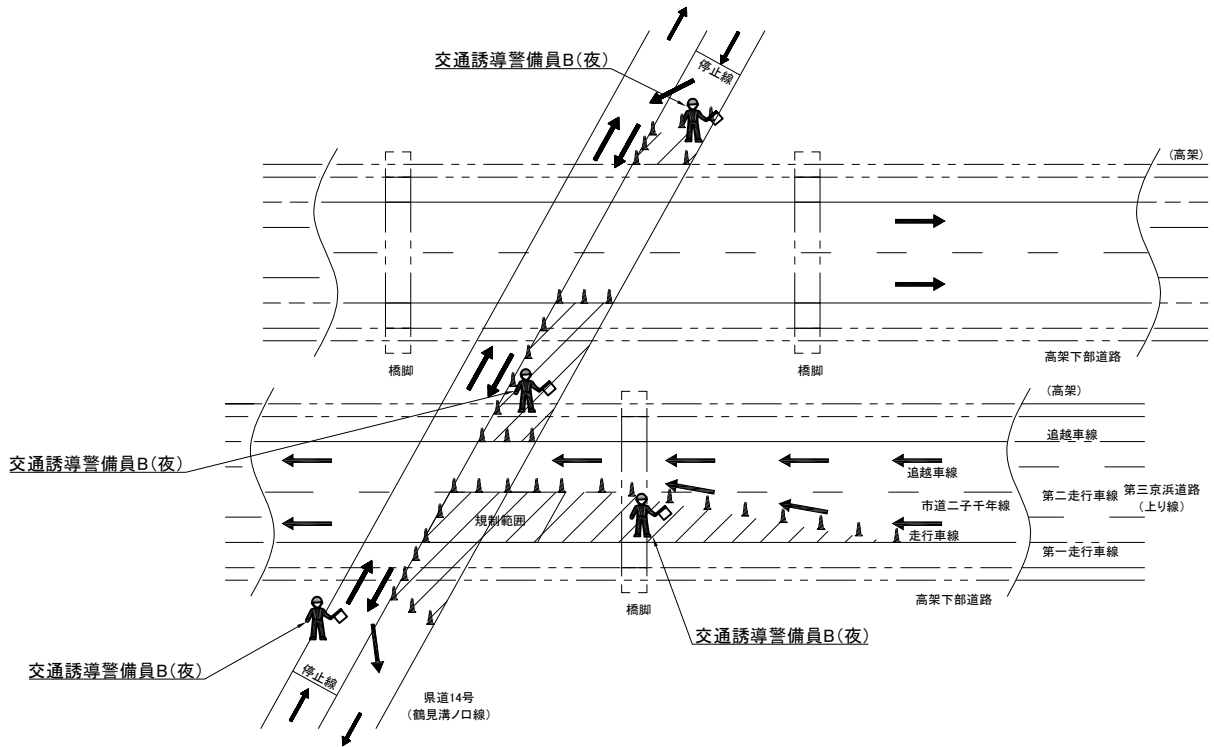 交通誘導警備員B(夜)
停止線
(高架)
橋脚
橋脚
高架下部道路
(高架)
追越車線
交通誘導警備員B(夜)
追越車線
第二走行車線
第三京浜道路
(上り線)
市道二子千年線
規制範囲
走行車線
第一走行車線
高架下部道路
橋脚
交通誘導警備員B(夜)
交通誘導警備員B(夜)
停止線
県道14号
(鶴見溝ノ口線)